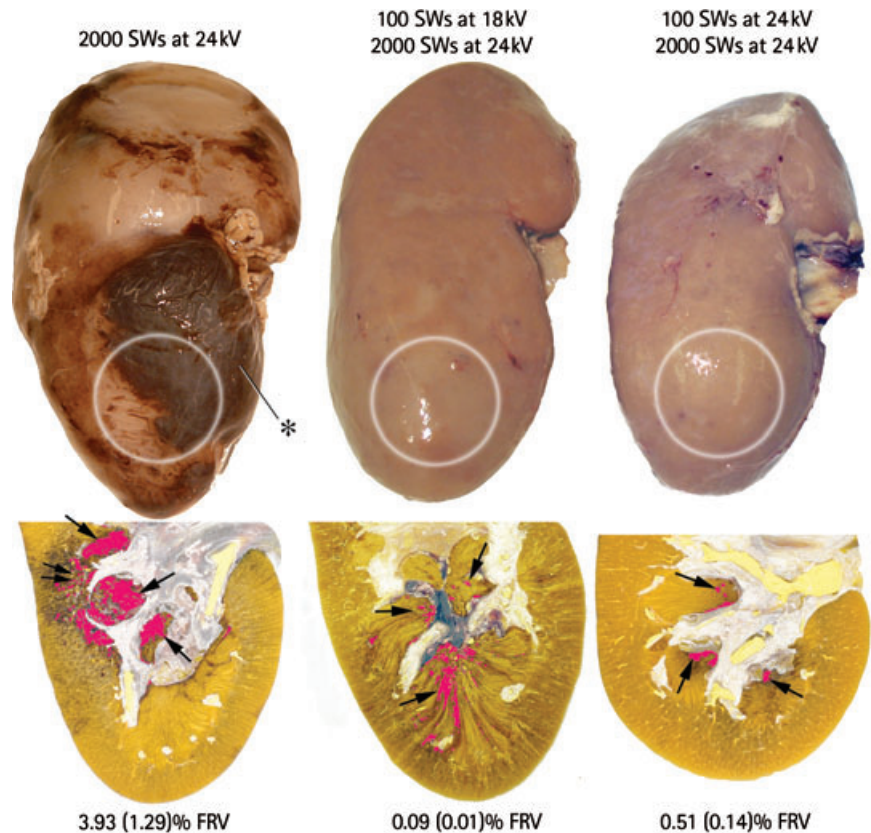 2000 SWs at 24kV
100 SWs at 18kV
2000 SWs at 24kV
100 SWs at 24kV
2000 SWs at 24kV
*
3.93 (1.29)% FRV
0.09 (0.01)% FRV
0.51 (0.14)% FRV